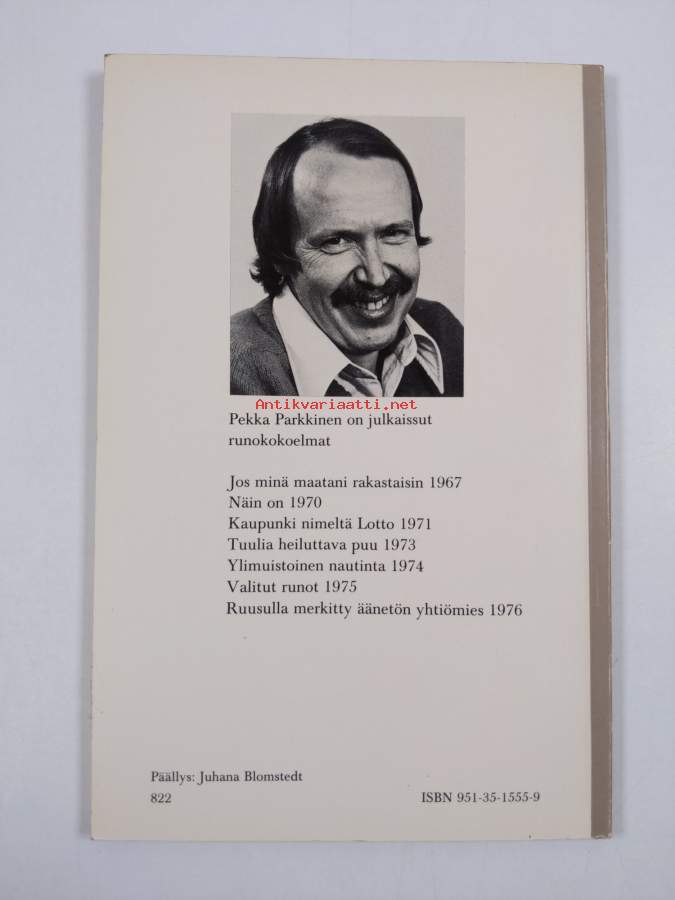 Antikvariaatti.net
Pekka Parkkinen on julkaissut
runokokoelmat
Jos minä maatani rakastaisin 1967
Näin on 1970
Kaupunki nimeltä Lotto 1971
Tuulia heiluttava puu 1973
Ylimuistoinen nautinta 1974
Valitut runot 1975
Ruusulla merkitty äänetön yhtiömies 1976
Päällys: Juhana Blomstedt
822
ISBN 951-35-1555-9